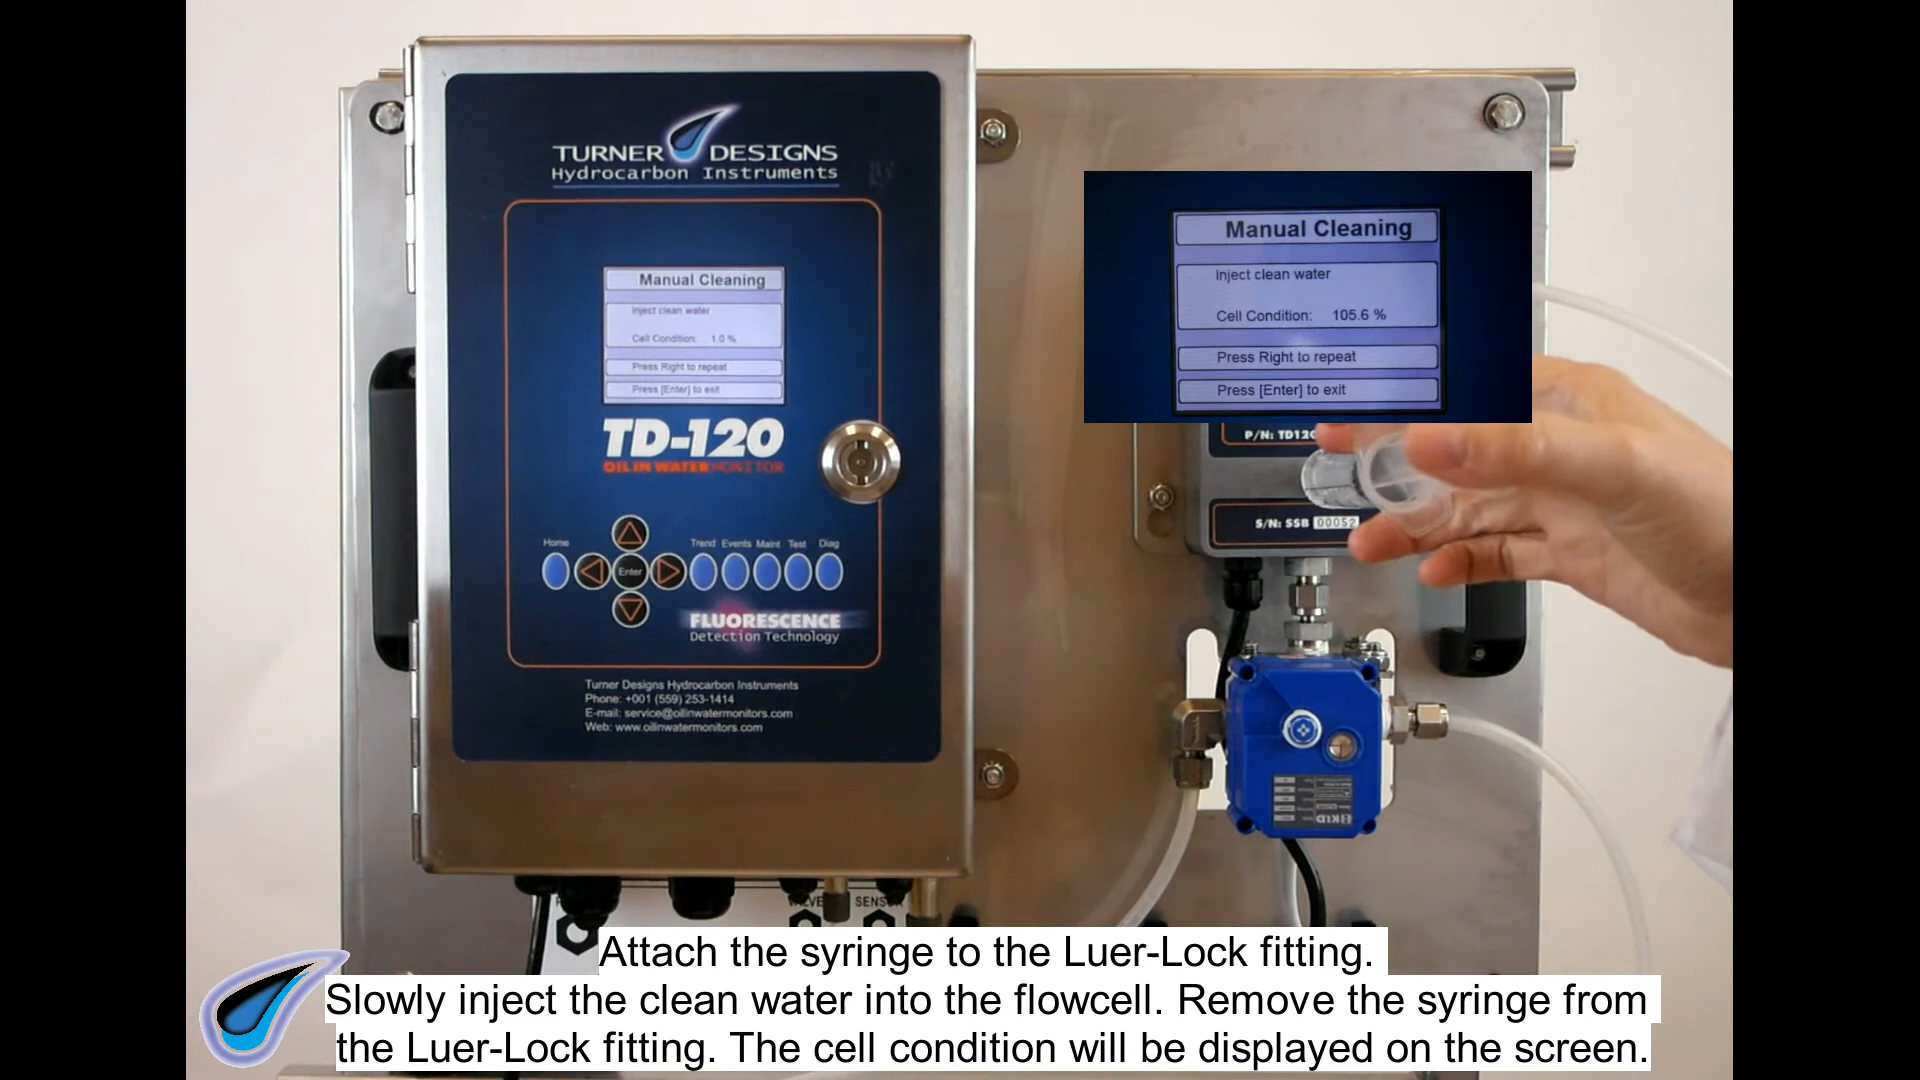 TURNER DESIGNS
Hydrocarbon Instruments
Manual Cleaning
Inject clean water
Cell Condition: 1.0 %
Press Right to repeat
Press [Enter] to exit
TD-120
OIL IN WATER MONITOR
Home
Enter
Trend Events Maint Test Diag
FLUORESCENCE
Detection Technology
Turner Designs Hydrocarbon Instruments
Phone: +001 (559) 253-1414
E-mail: service@oilinwatermonitors.com
Web: www.oilinwatermonitors.com
Manual Cleaning
Inject clean water
Cell Condition: 105.6 %
Press Right to repeat
Press [Enter] to exit
P/N: TD120
S/N: SSB 00052
KLD
VALVE SENSOR
Attach the syringe to the Luer-Lock fitting.
Slowly inject the clean water into the flowcell. Remove the syringe from
the Luer-Lock fitting. The cell condition will be displayed on the screen.